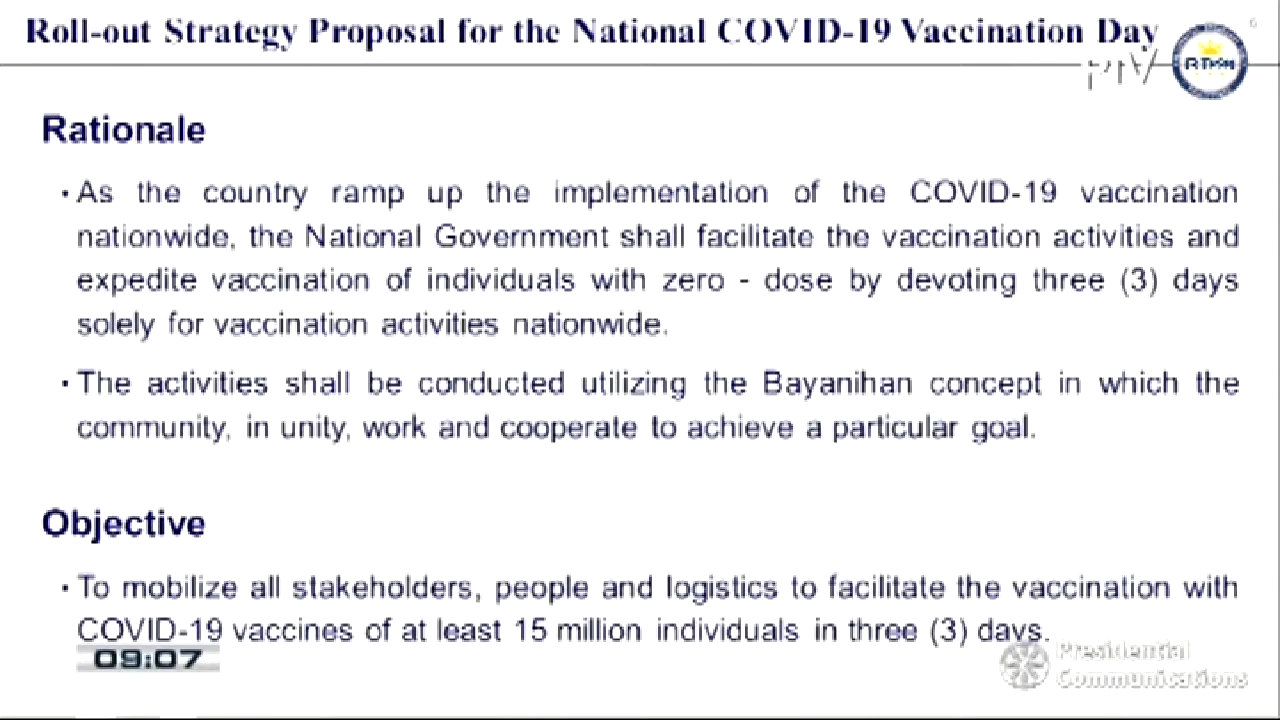 Roll-out Strategy Proposal for the National COVID-19 Vaccination Day
6
PTV
Rationale
· As the country ramp up the implementation of the COVID-19 vaccination
nationwide, the National Government shall facilitate the vaccination activities and
expedite vaccination of individuals with zero - dose by devoting three (3) days
solely for vaccination activities nationwide.
· The activities shall be conducted utilizing the Bayanihan concept in which the
community, in unity, work and cooperate to achieve a particular goal.
Objective
· To mobilize all stakeholders, people and logistics to facilitate the vaccination with
COVID-19 vaccines of at least 15 million individuals in three (3) days.
09:07
Presidential
Communications